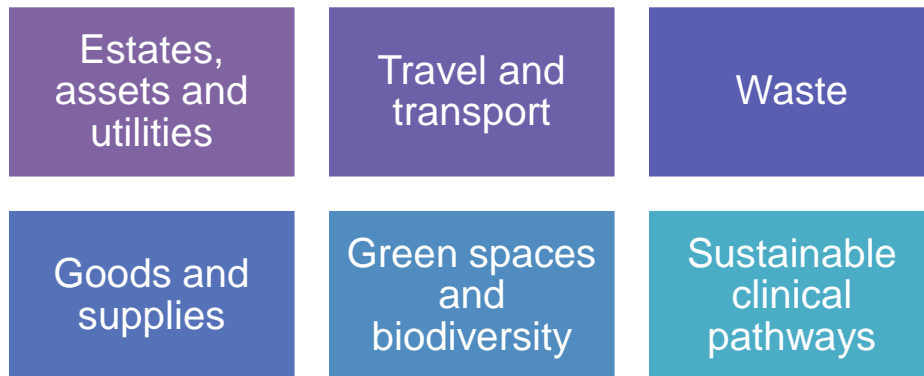 Estates,
assets and
utilities
Travel and
transport
Waste
Goods and
supplies
Green spaces
and
biodiversity
Sustainable
clinical
pathways